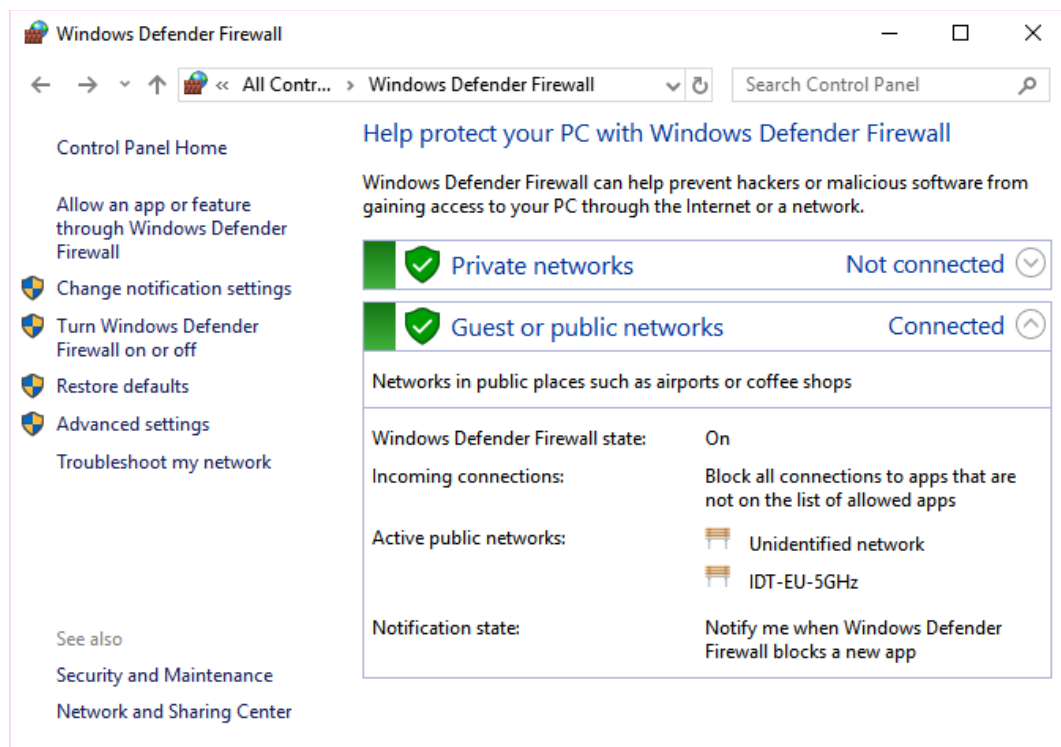 Windows Defender Firewall
« All Contr... › Windows Defender Firewall
Search Control Panel
Control Panel Home
Allow an app or feature
through Windows Defender
Firewall
Change notification settings
Turn Windows Defender
Firewall on or off
Restore defaults
Advanced settings
Troubleshoot my network
See also
Security and Maintenance
Network and Sharing Center
Help protect your PC with Windows Defender Firewall
Windows Defender Firewall can help prevent hackers or malicious software from
gaining access to your PC through the Internet or a network.
Private networks Not connected
Guest or public networks Connected
Networks in public places such as airports or coffee shops
Windows Defender Firewall state: On
Incoming connections: Block all connections to apps that are
not on the list of allowed apps
Active public networks: Unidentified network
IDT-EU-5GHz
Notification state: Notify me when Windows Defender
Firewall blocks a new app